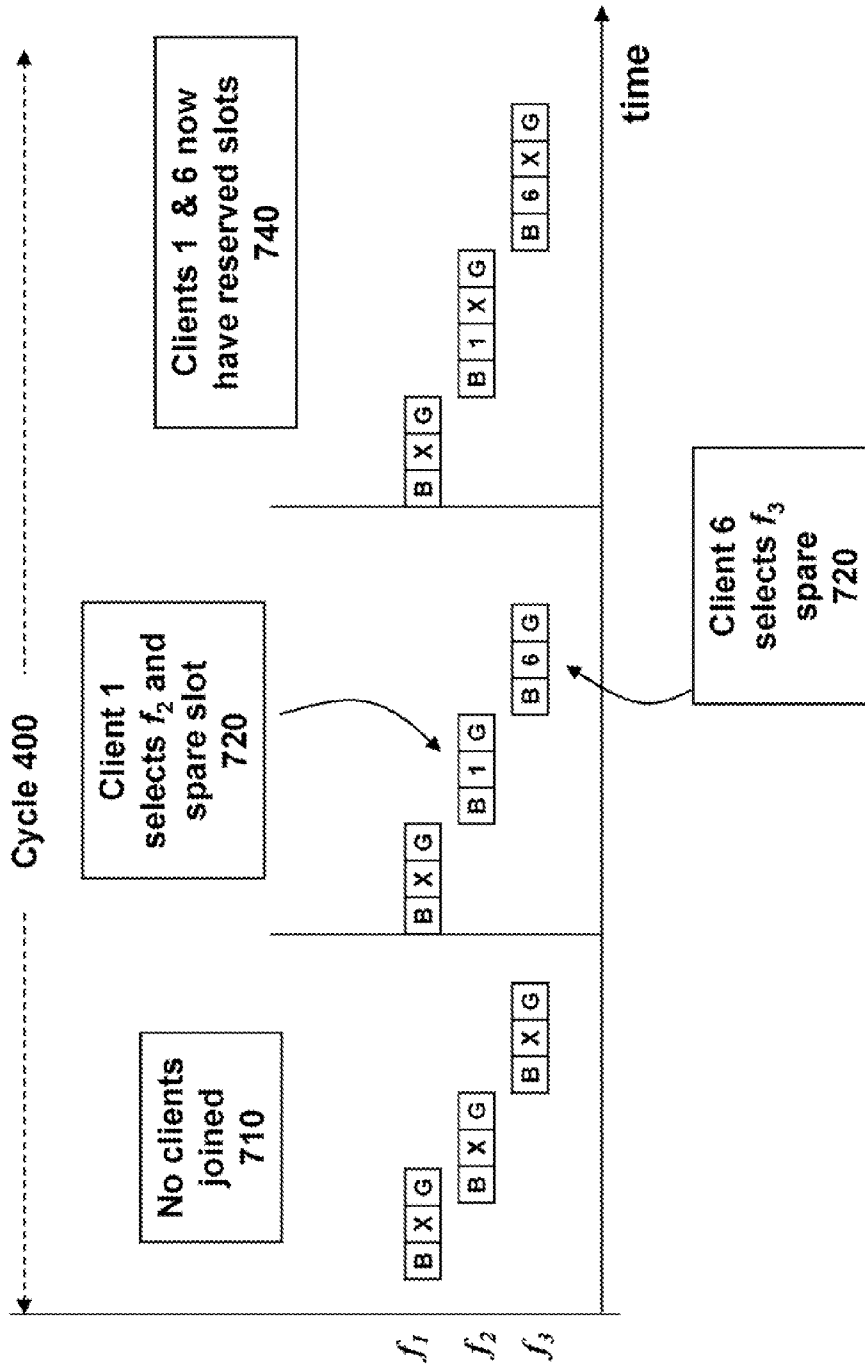 Cycle 400
No clients
joined
710
Client 1
selects f2 and
spare slot
720
Clients 1 & 6 now
have reserved slots
740
f1
B X G
B X G
B X G
f2
B X G
B 1 G
B 1 X G
f3
B X G
B 6 G
B 6 X G
time
Client 6
selects f3
spare
720